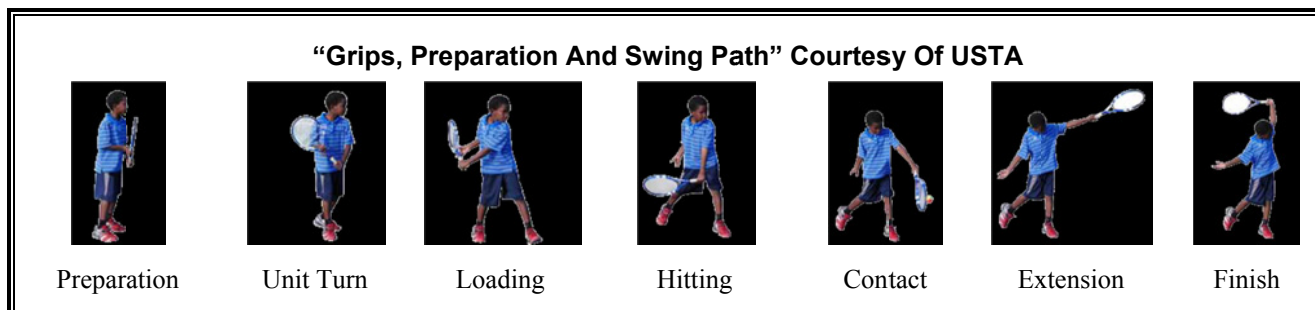 “Grips, Preparation And Swing Path” Courtesy Of USTA
Preparation Unit Turn Loading Hitting Contact Extension Finish